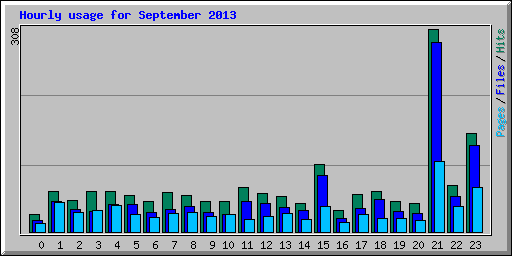 Hourly usage for September 2013
308
Pages / Files / Hits
0 1 2 3 4 5 6 7 8 9 10 11 12 13 14 15 16 17 18 19 20 21 22 23